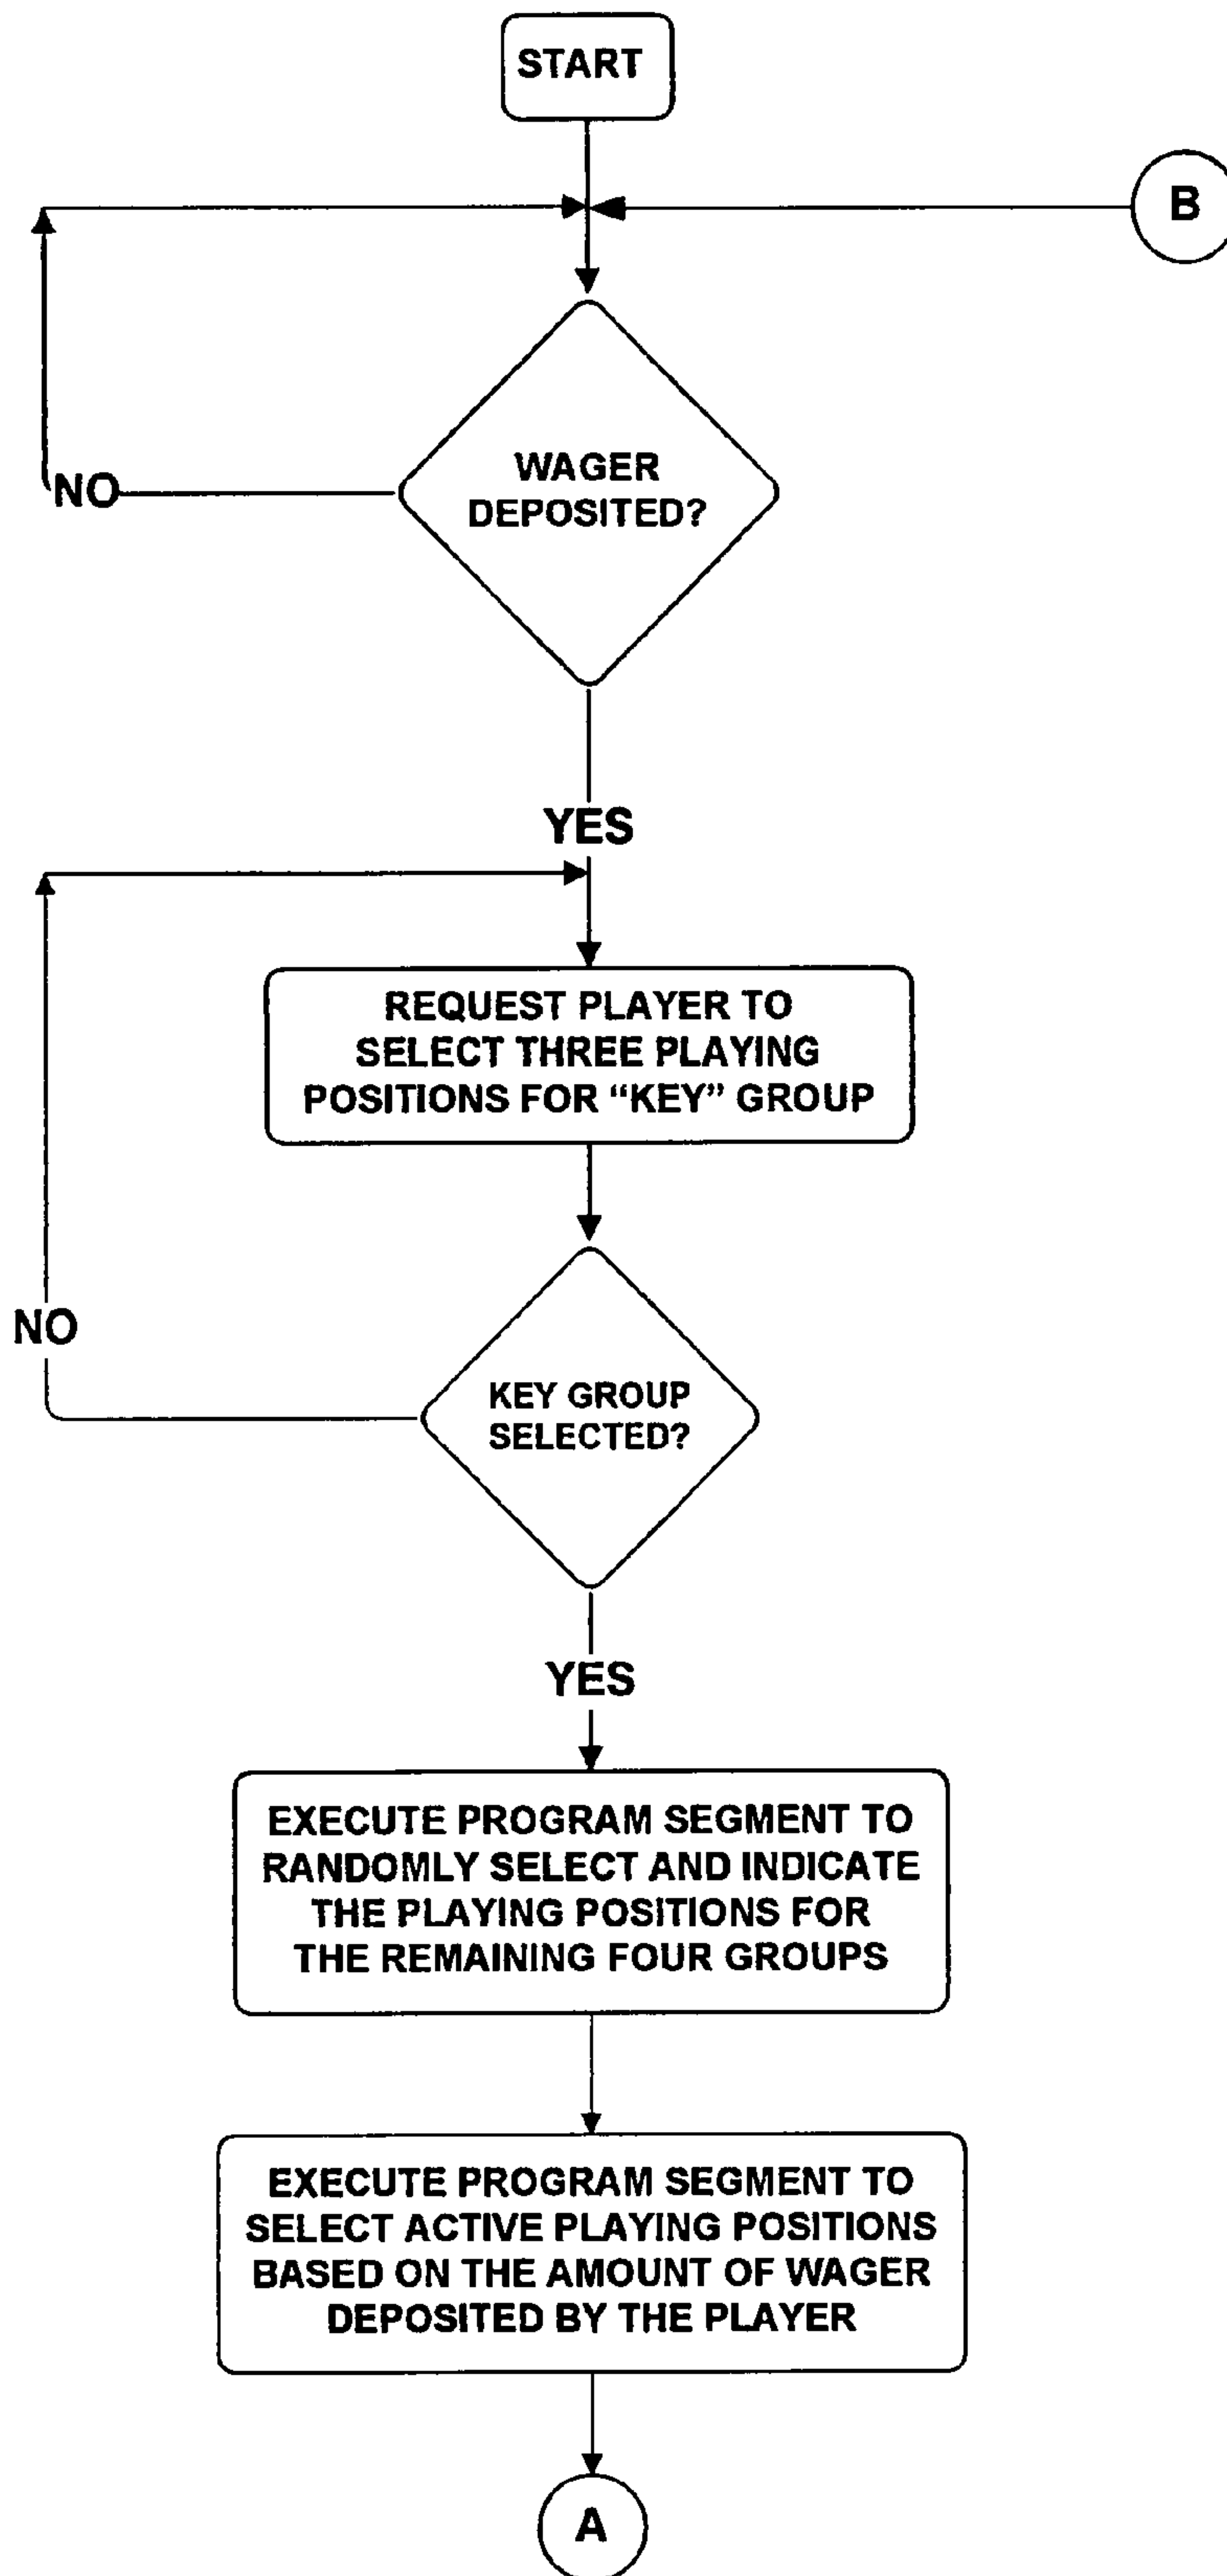 START
B
WAGER
DEPOSITED?
NO
YES
REQUEST PLAYER TO
SELECT THREE PLAYING
POSITIONS FOR “KEY” GROUP
NO
KEY GROUP
SELECTED?
YES
EXECUTE PROGRAM SEGMENT TO
RANDOMLY SELECT AND INDICATE
THE PLAYING POSITIONS FOR
THE REMAINING FOUR GROUPS
EXECUTE PROGRAM SEGMENT TO
SELECT ACTIVE PLAYING POSITIONS
BASED ON THE AMOUNT OF WAGER
DEPOSITED BY THE PLAYER
A